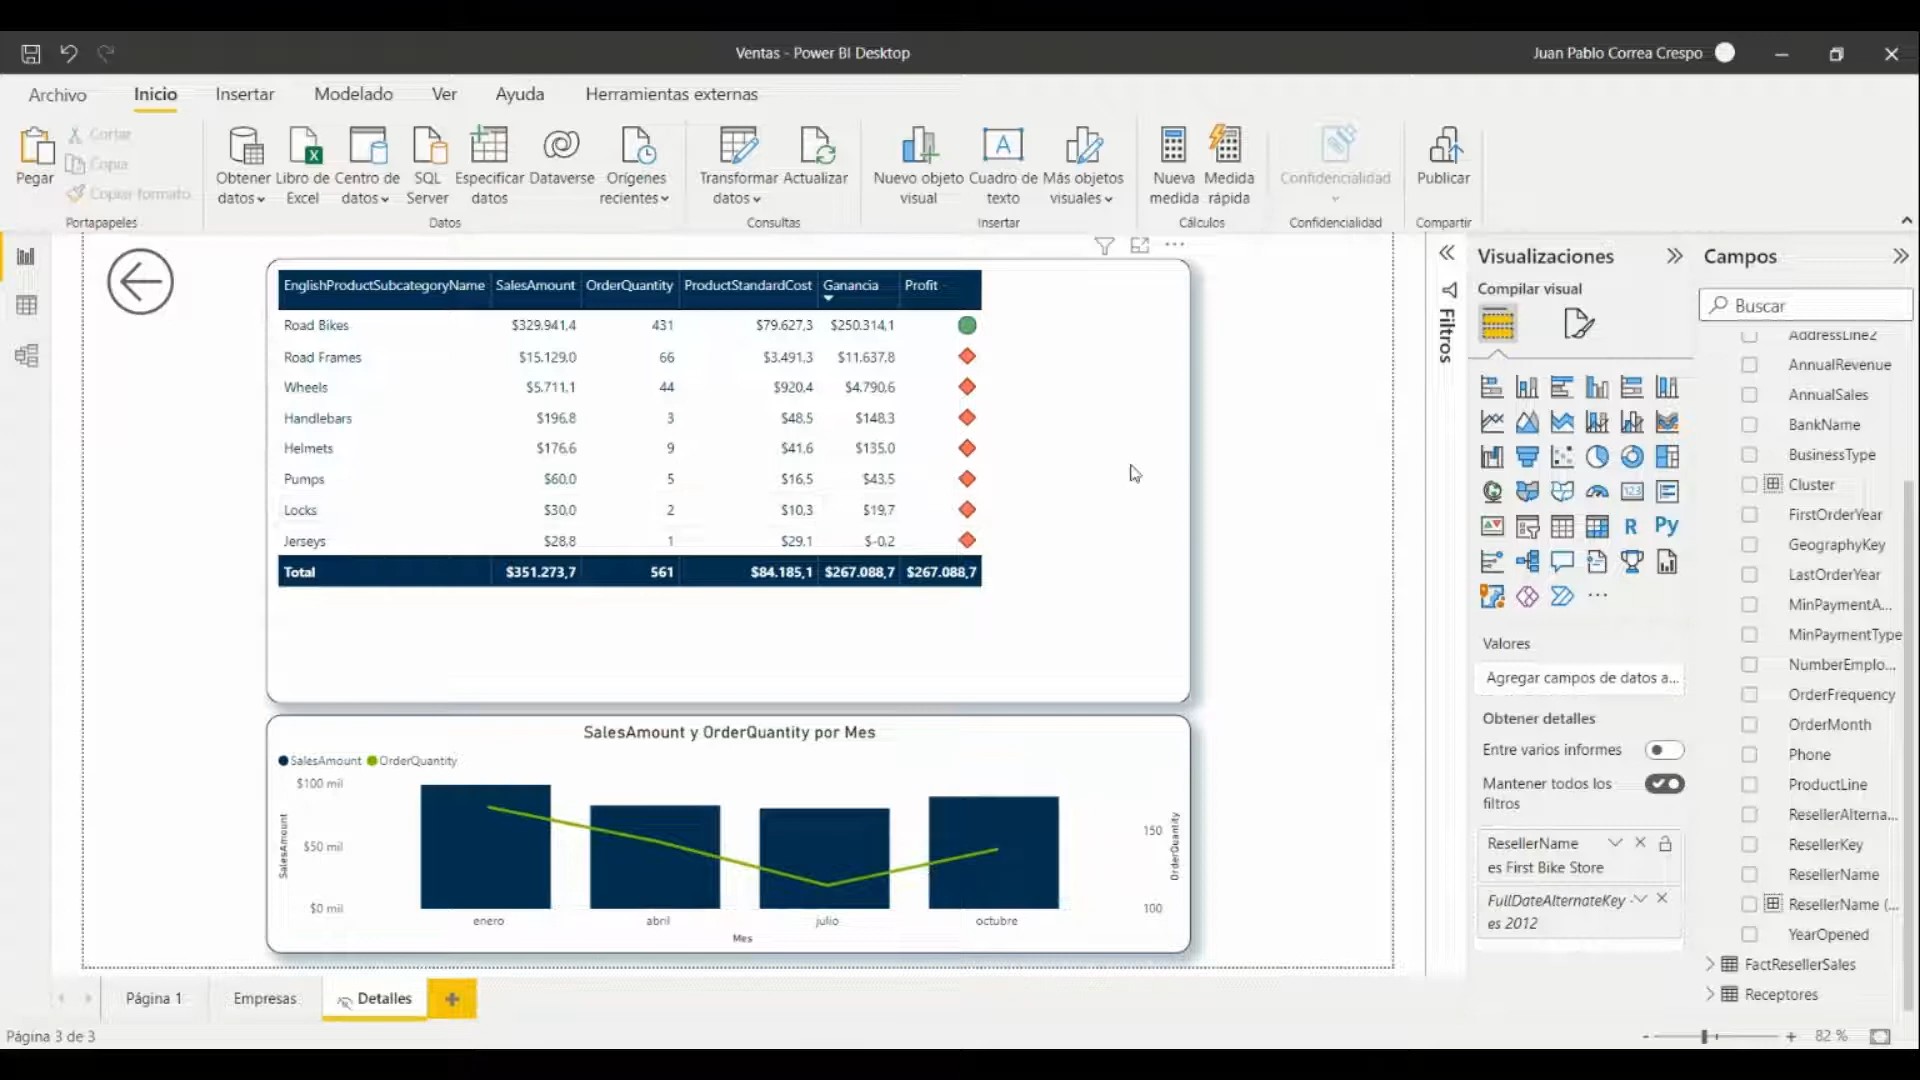 Ventas - Power BI Desktop
Juan Pablo Correa Crespo
Archivo Inicio Insertar Modelado Ver Ayuda Herramientas externas
Pegar
Cortar
Copia
Copiar formato
Portapapeles
Obtener datos
Libro de Excel
Centro de datos
SQL Server
Especificar datos
Dataverse
Orígenes recientes
Datos
Transformar datos
Actualizar
Consultas
Nuevo objeto visual
Cuadro de texto
Más objetos visuales
Insertar
Nueva medida
Medida rápida
Cálculos
Confidencialidad
Confidencialidad
Publicar
Compartir
EnglishProductSubcategoryName SalesAmount OrderQuantity ProductStandardCost Ganancia Profit
Road Bikes $329.941,4 431 $79.627,3 $250.314,1
Road Frames $15.129,0 66 $3.491,3 $11.637,8
Wheels $5.711,1 44 $920,4 $4.790,6
Handlebars $196,8 3 $48,5 $148,3
Helmets $176,6 9 $41,6 $135,0
Pumps $60,0 5 $16,5 $43,5
Locks $30,0 2 $10,3 $19,7
Jerseys $28,8 1 $29,1 $-0,2
Total $351.273,7 561 $84.185,1 $267.088,7 $267.088,7
SalesAmount y OrderQuantity por Mes
SalesAmount OrderQuantity
$100 mil
$50 mil
$0 mil
SalesAmount
150
100
OrderQuantity
enero abril julio octubre
Mes
Filtros
Visualizaciones
Compilar visual
R Py
123
Valores
Agregar campos de datos a...
Obtener detalles
Entre varios informes
Mantener todos los filtros
ResellerName
es First Bike Store
FullDateAlternateKey -
es 2012
Campos
Buscar
AddressLine2
AnnualRevenue
AnnualSales
BankName
BusinessType
Cluster
FirstOrderYear
GeographyKey
LastOrderYear
MinPaymentA...
MinPaymentType
NumberEmplo...
OrderFrequency
OrderMonth
Phone
ProductLine
ResellerAlterna...
ResellerKey
ResellerName
ResellerName (...
YearOpened
FactResellerSales
Receptores
Página 1 Empresas Detalles
Página 3 de 3
- + 82 %